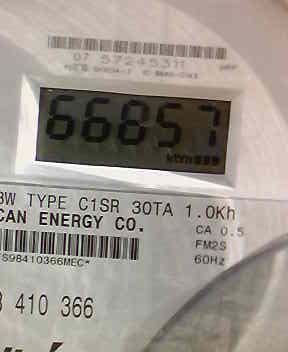 07 57245311
66857
kWh
3W TYPE C1SR 30TA 1.0Kh
CAN ENERGY CO.
CA 0.5
FM2S
60Hz
*S98410366MEC*
410 366